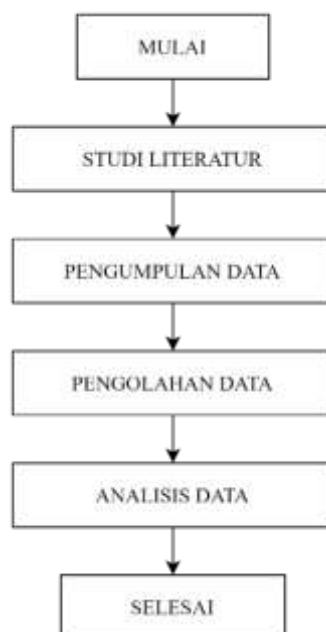 MULAI
STUDI LITERATUR
PENGUMPULAN DATA
PENGOLAHAN DATA
ANALISIS DATA
SELESAI